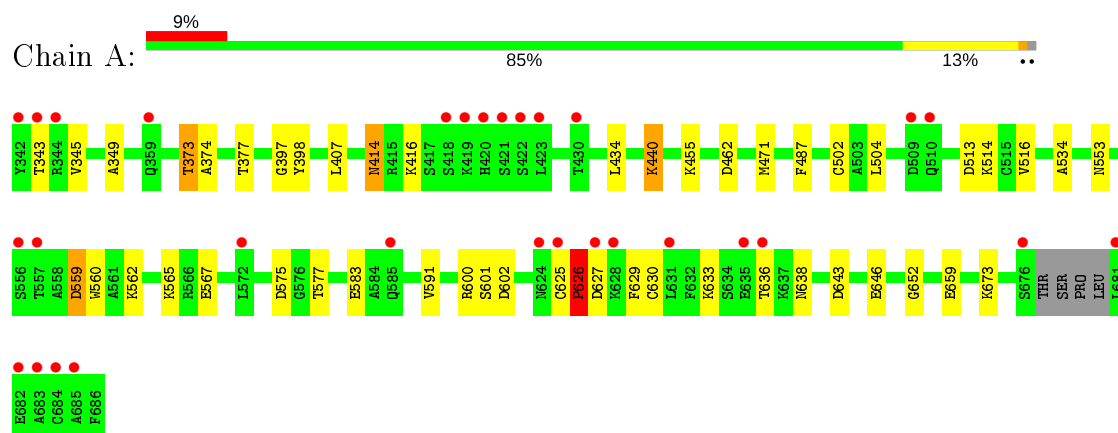 9%
Chain A:
85%
13%
Y342 T343 R344 V345 A349 Q359 T373 A374 T377 G397 Y398 L407 N414 R415 K416 S417 S418 K419 H420 S421 S422 L423 T430 L434 K440 K455 D462 M471 F487 C502 A503 L504 D509 Q510 D513 K514 C515 V516 A534 N553
S556 T557 A558 D559 W560 A561 K562 K565 R566 E567 L572 D575 G576 T577 E583 A584 Q585 V591 R600 S601 D602 N624 C625 P626 D627 K628 F629 C630 L631 F632 K633 S634 E635 T636 K637 N638 D643 E646 G652 E659 K673 S676 THR SER PRO LEU L681
E682 A683 C684 A685 F686